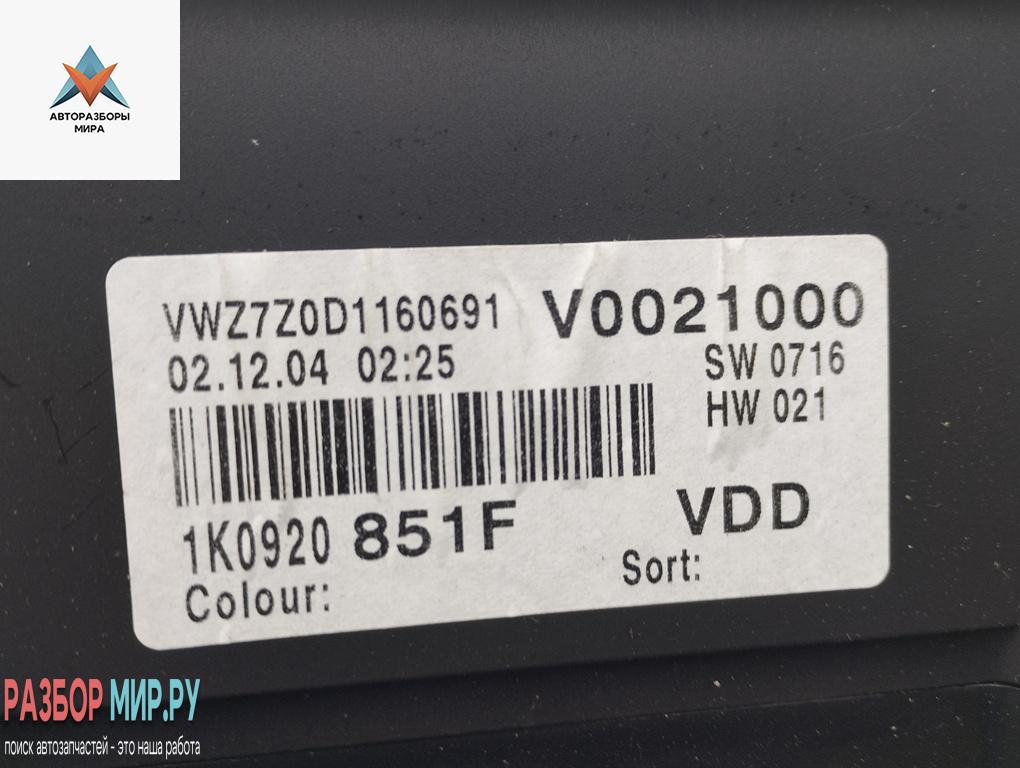 АВТОРАЗБОРЫ
МИРА
VWZ7Z0D1160691 V0021000
02.12.04 02:25 SW 0716
HW 021
1K0920 851F VDD
Colour: Sort:
РАЗБОР МИР.РУ
поиск автозапчастей - это наша работа